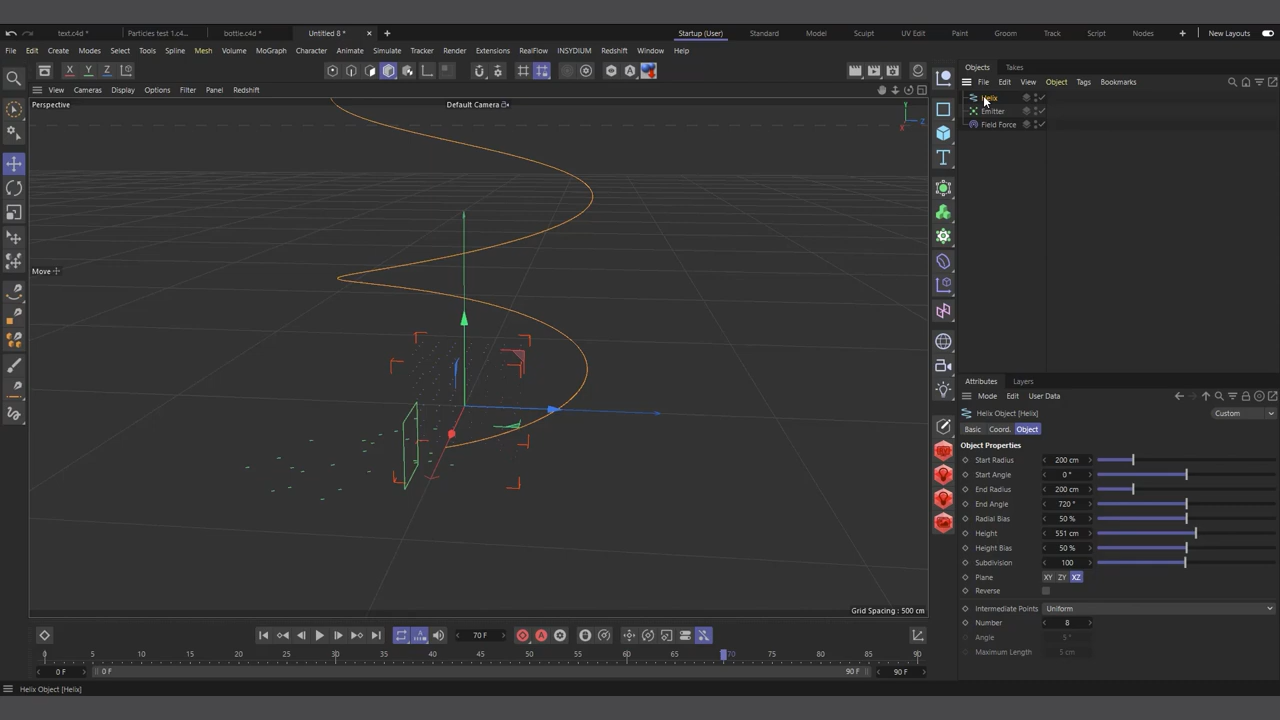 text.c4d *
Particles test 1.c4...
bottle.c4d *
Untitled 8 *
Startup (User)
Standard
Model
Sculpt
UV Edit
Paint
Groom
Track
Script
Nodes
New Layouts
File Edit Create Modes Select Tools Spline Mesh Volume MoGraph Character Animate Simulate Tracker Render Extensions RealFlow INSYDIUM Redshift Window Help
X Y Z
Objects Takes
File Edit View Object Tags Bookmarks
View Cameras Display Options Filter Panel Redshift
Perspective
Default Camera
Y
Z
X
Helix
Emitter
Field Force
Move
Attributes Layers
Mode Edit User Data
Helix Object [Helix]
Custom
Basic Coord. Object
Object Properties
Start Radius 200 cm
Start Angle 0 °
End Radius 200 cm
End Angle 720 °
Radial Bias 50 %
Height 551 cm
Height Bias 50 %
Subdivision 100
Plane XY ZY XZ
Reverse
Intermediate Points Uniform
Number 8
Angle 5 °
Maximum Length 5 cm
Grid Spacing : 500 cm
70 F
0 5 10 15 20 25 30 35 40 45 50 55 60 65 70 75 80 85 90
0 F
0 F
90 F
90 F
Helix Object [Helix]